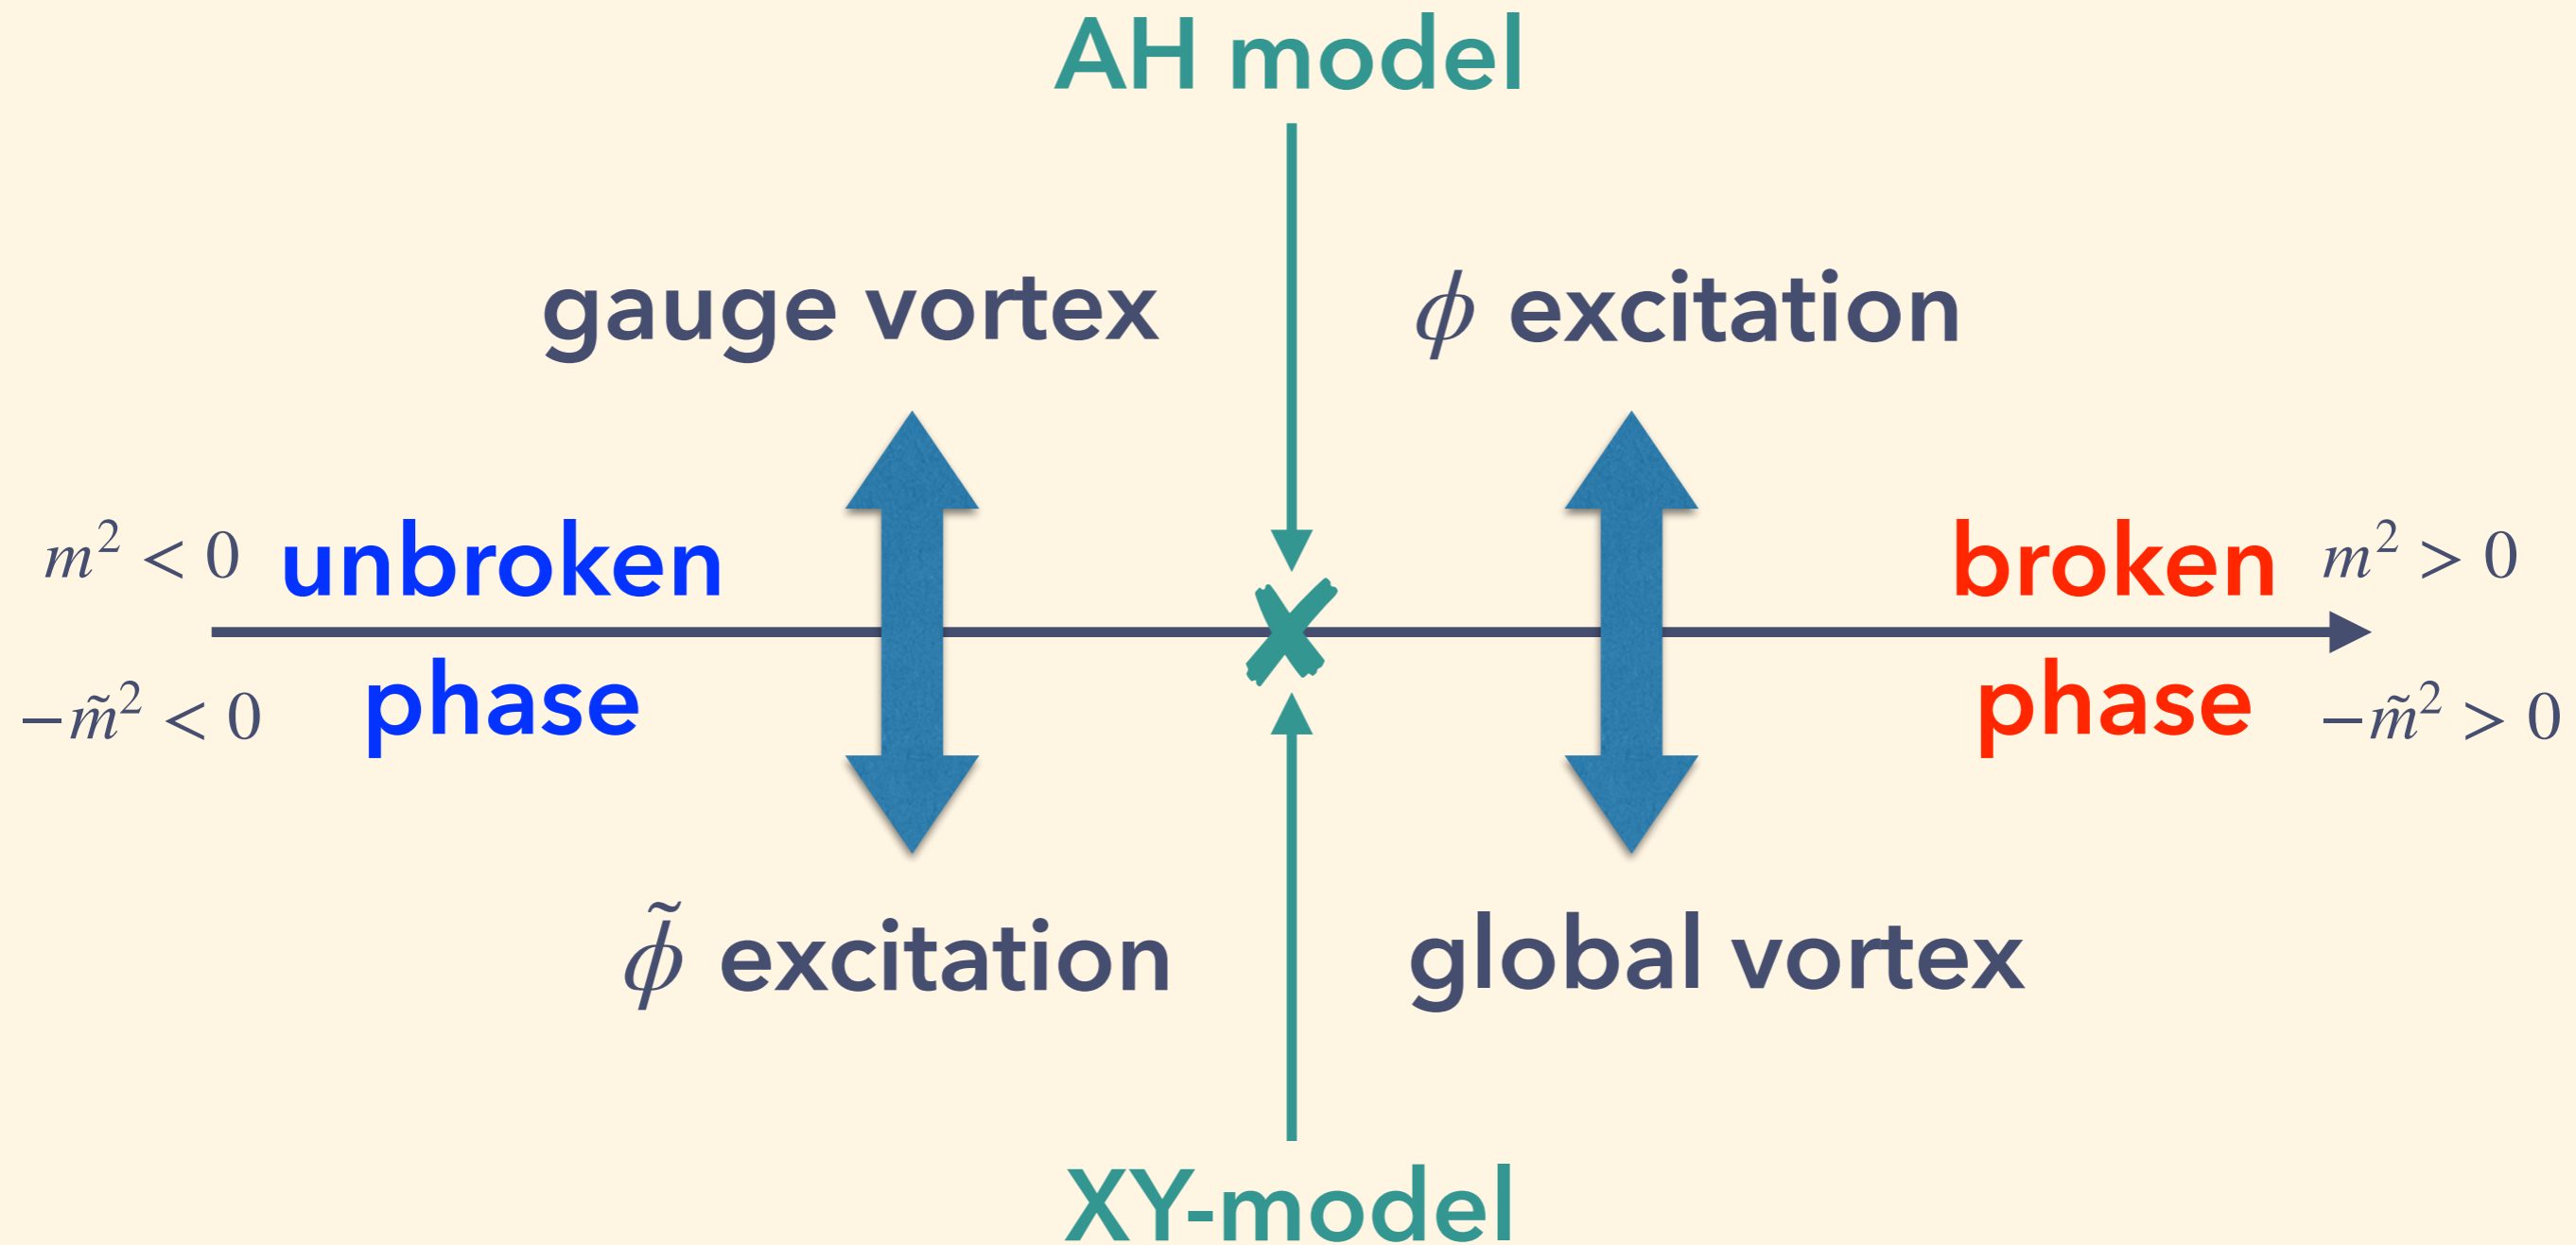 AH model
gauge vortex
ϕ excitation
m² < 0
unbroken
phase
−m̃² < 0
broken
phase
m² > 0
−m̃² > 0
ϕ̃ excitation
global vortex
XY-model